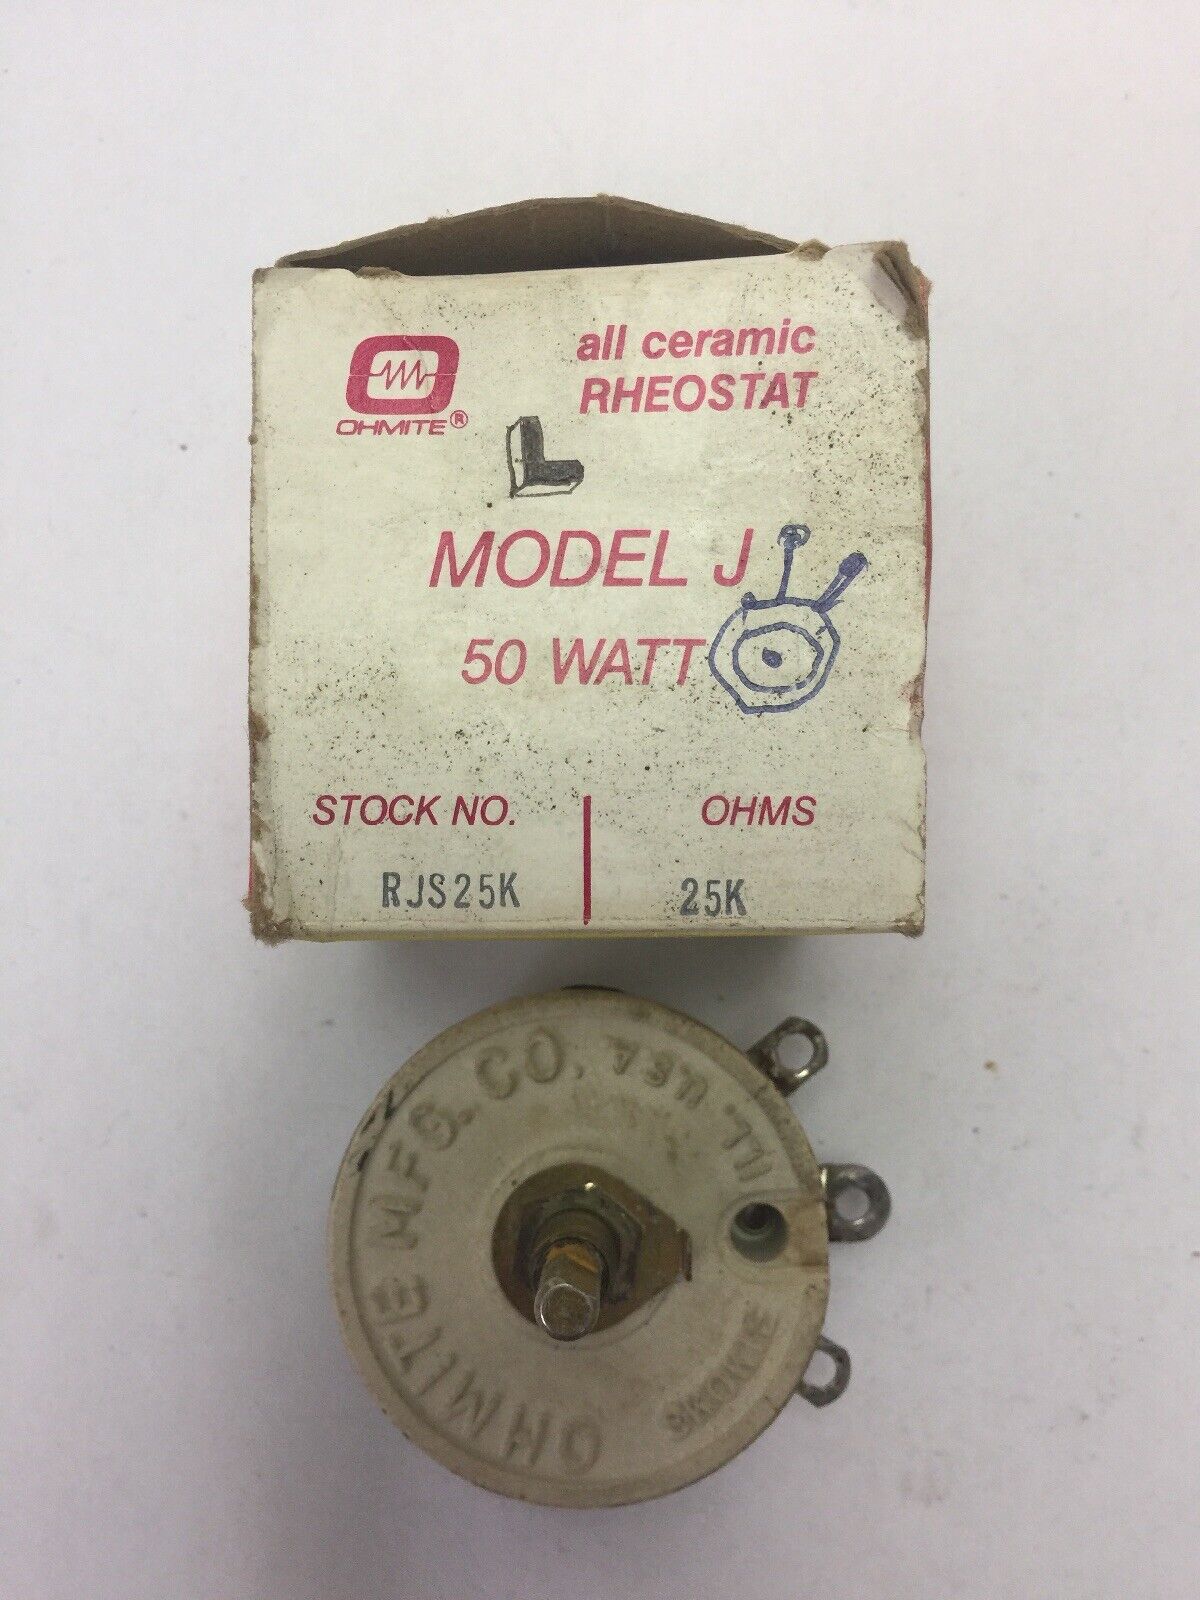 all ceramic
RHEOSTAT
OHMITE®
L
MODEL J
50 WATT
STOCK NO. OHMS
RJS25K 25K
OHMITE MFG. CO. ILL. USA